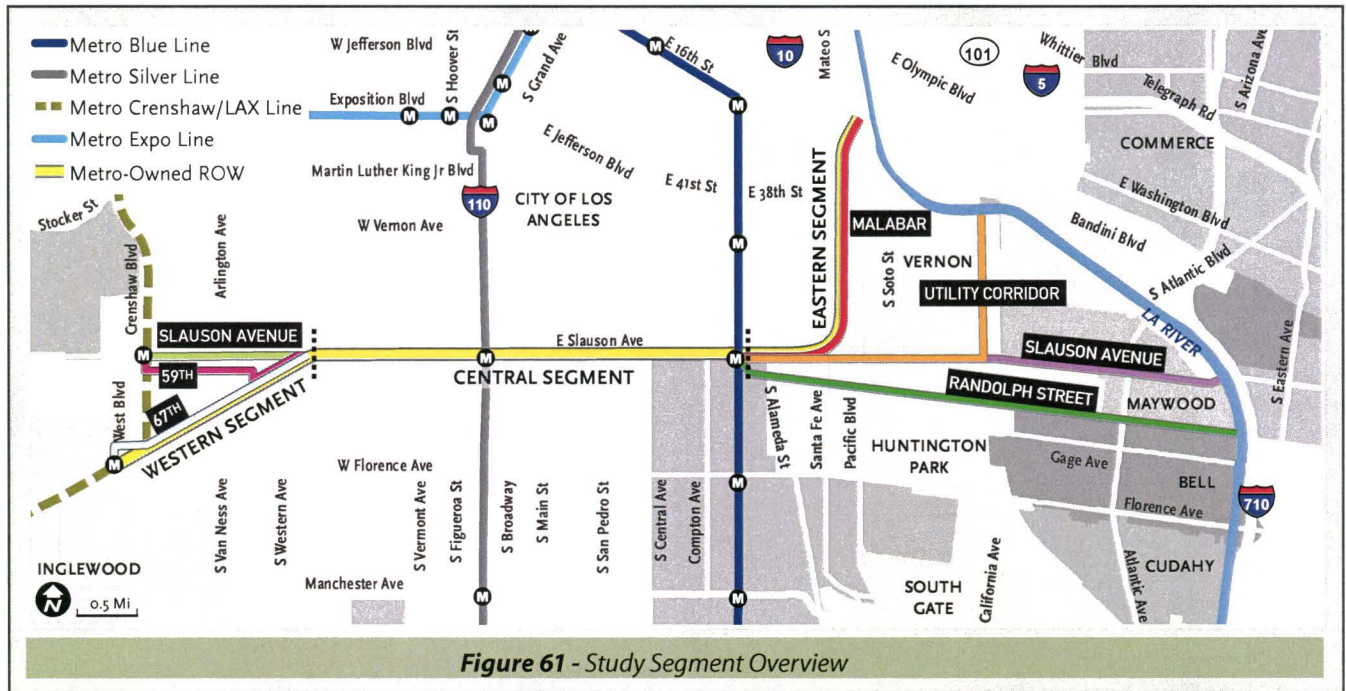 Metro Blue Line
Metro Silver Line
Metro Crenshaw/LAX Line
Metro Expo Line
Metro-Owned ROW
W Jefferson Blvd
S Hoover St
S Grand Ave
E 16th St
10
Mateo S
E Olympic Blvd
101
Whittier Blvd
5
S Arizona Ave
Telegraph Rd
COMMERCE
Exposition Blvd
M
M
M
M
M
M
E Jefferson Blvd
Martin Luther King Jr Blvd
110
CITY OF LOS
ANGELES
E 41st St
E 38th St
E Washington Blvd
Bandini Blvd
Stocker St
Crenshaw Blvd
Arlington Ave
W Vernon Ave
M
EASTERN SEGMENT
MALABAR
S Soto St
VERNON
UTILITY CORRIDOR
S Atlantic Blvd
LA RIVER
S Eastern Ave
SLAUSON AVENUE
M
59TH
67TH
West Blvd
M
WESTERN SEGMENT
E Slauson Ave
M
CENTRAL SEGMENT
M
SLAUSON AVENUE
RANDOLPH STREET
MAYWOOD
S Alameda St
Santa Fe Ave
Pacific Blvd
HUNTINGTON
PARK
Gage Ave
BELL
Florence Ave
710
W Florence Ave
S Van Ness Ave
S Western Ave
S Vermont Ave
S Figueroa St
S Broadway
S Main St
S San Pedro St
S Central Ave
Compton Ave
M
INGLEWOOD
N
0.5 Mi
Manchester Ave
M
M
SOUTH
GATE
California Ave
Atlantic Ave
CUDAHY
Figure 61 - Study Segment Overview